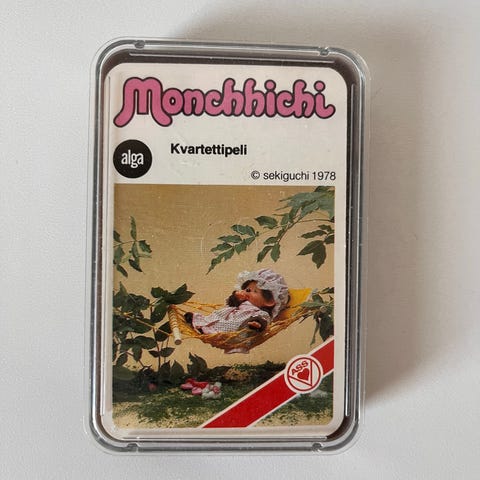 Monchhichi
alga
Kvartettipeli
© sekiguchi 1978
ASS